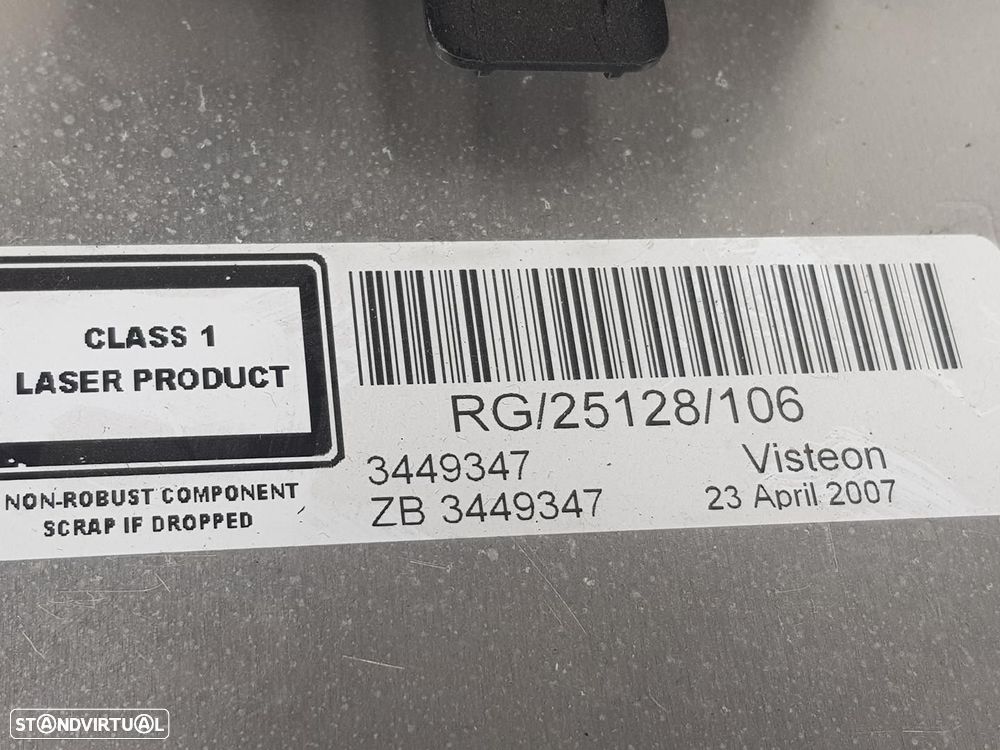 CLASS 1
LASER PRODUCT
NON-ROBUST COMPONENT
SCRAP IF DROPPED
RG/25128/106
3449347
ZB 3449347
Visteon
23 April 2007
STANDVIRTUAL